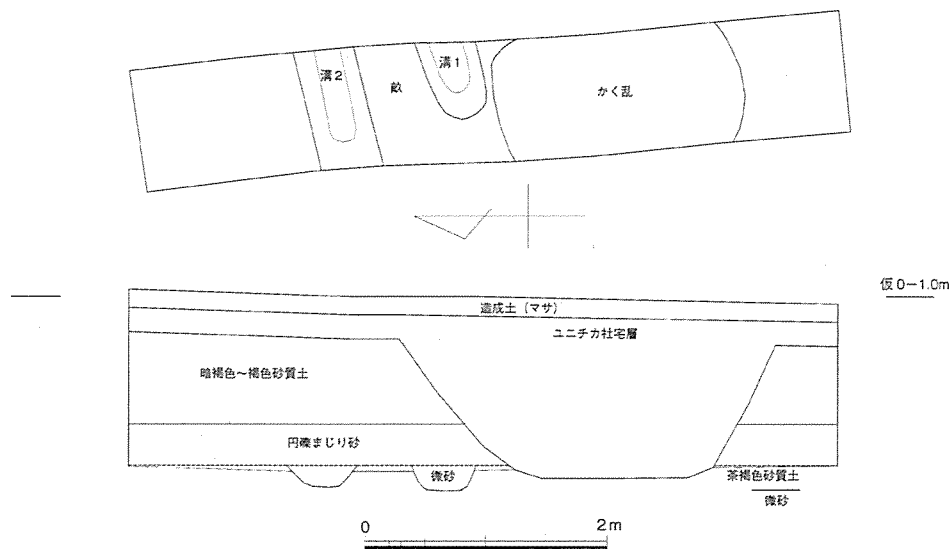 溝2
畝
溝1
かく乱
仮0-1.0m
造成土(マサ)
ユニチカ社宅層
暗褐色〜褐色砂質土
円礫まじり砂
微砂
茶褐色砂質土
微砂
0
2m